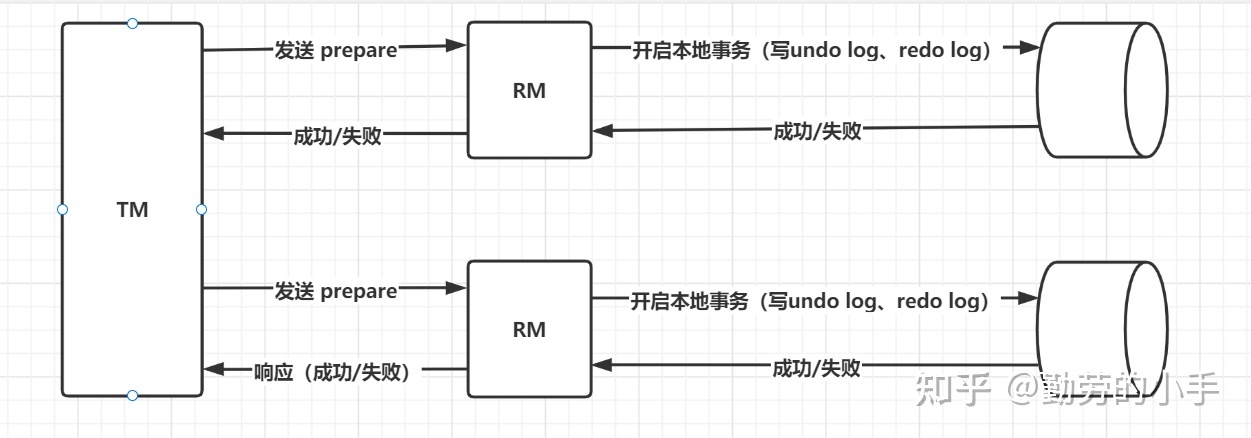 发送 prepare
RM
开启本地事务（写undo log、redo log）
成功/失败
成功/失败
TM
发送 prepare
RM
开启本地事务（写undo log、redo log）
响应（成功/失败）
成功/失败
知乎 @勤劳的小手